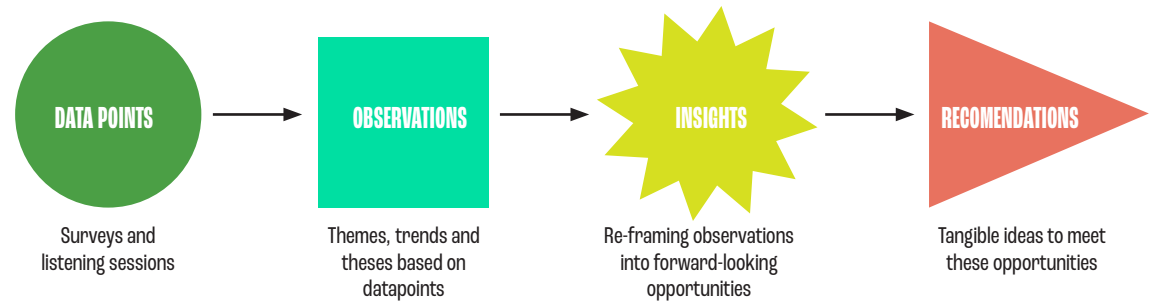 DATA POINTS
Surveys and
listening sessions
OBSERVATIONS
Themes, trends and
theses based on
datapoints
INSIGHTS
Re-framing observations
into forward-looking
opportunities
RECOMENDATIONS
Tangible ideas to meet
these opportunities